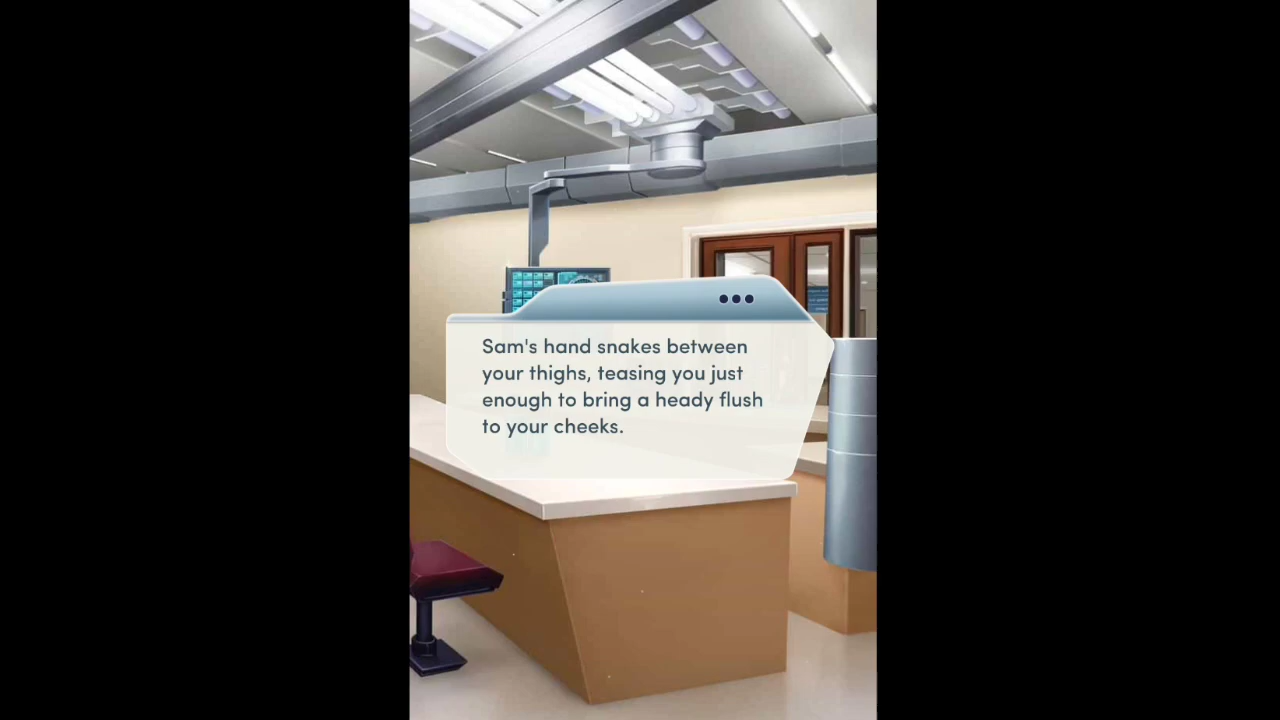 Sam's hand snakes between
your thighs, teasing you just
enough to bring a heady flush
to your cheeks.